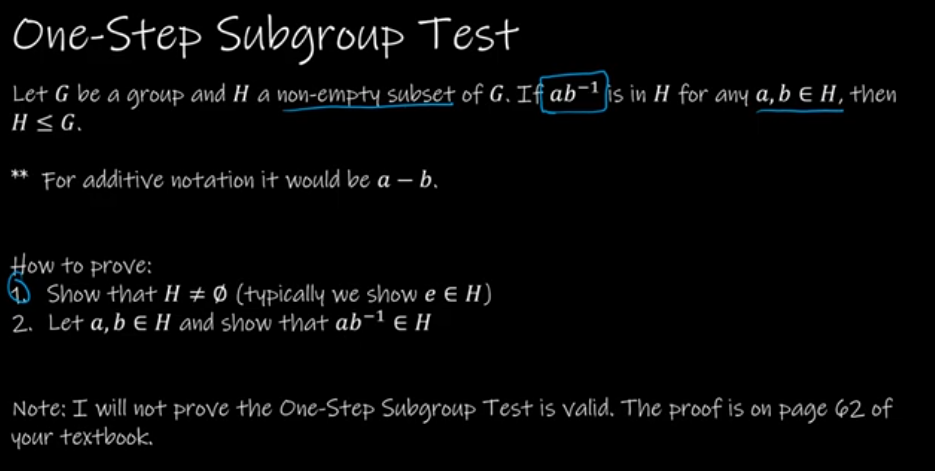 One-Step Subgroup Test
Let G be a group and H a non-empty subset of G. If ab⁻¹ is in H for any a, b ∈ H, then
H ≤ G.
** For additive notation it would be a − b.
How to prove:
1. Show that H ≠ ∅ (typically we show e ∈ H)
2. Let a, b ∈ H and show that ab⁻¹ ∈ H
Note: I will not prove the One-Step Subgroup Test is valid. The proof is on page 62 of
your textbook.